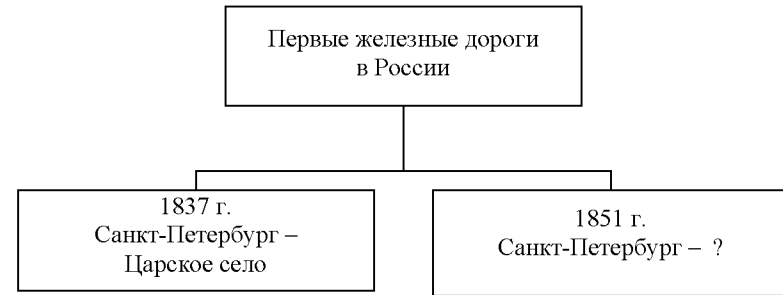 Первые железные дороги
в России
1837 г.
Санкт-Петербург –
Царское село
1851 г.
Санкт-Петербург – ?